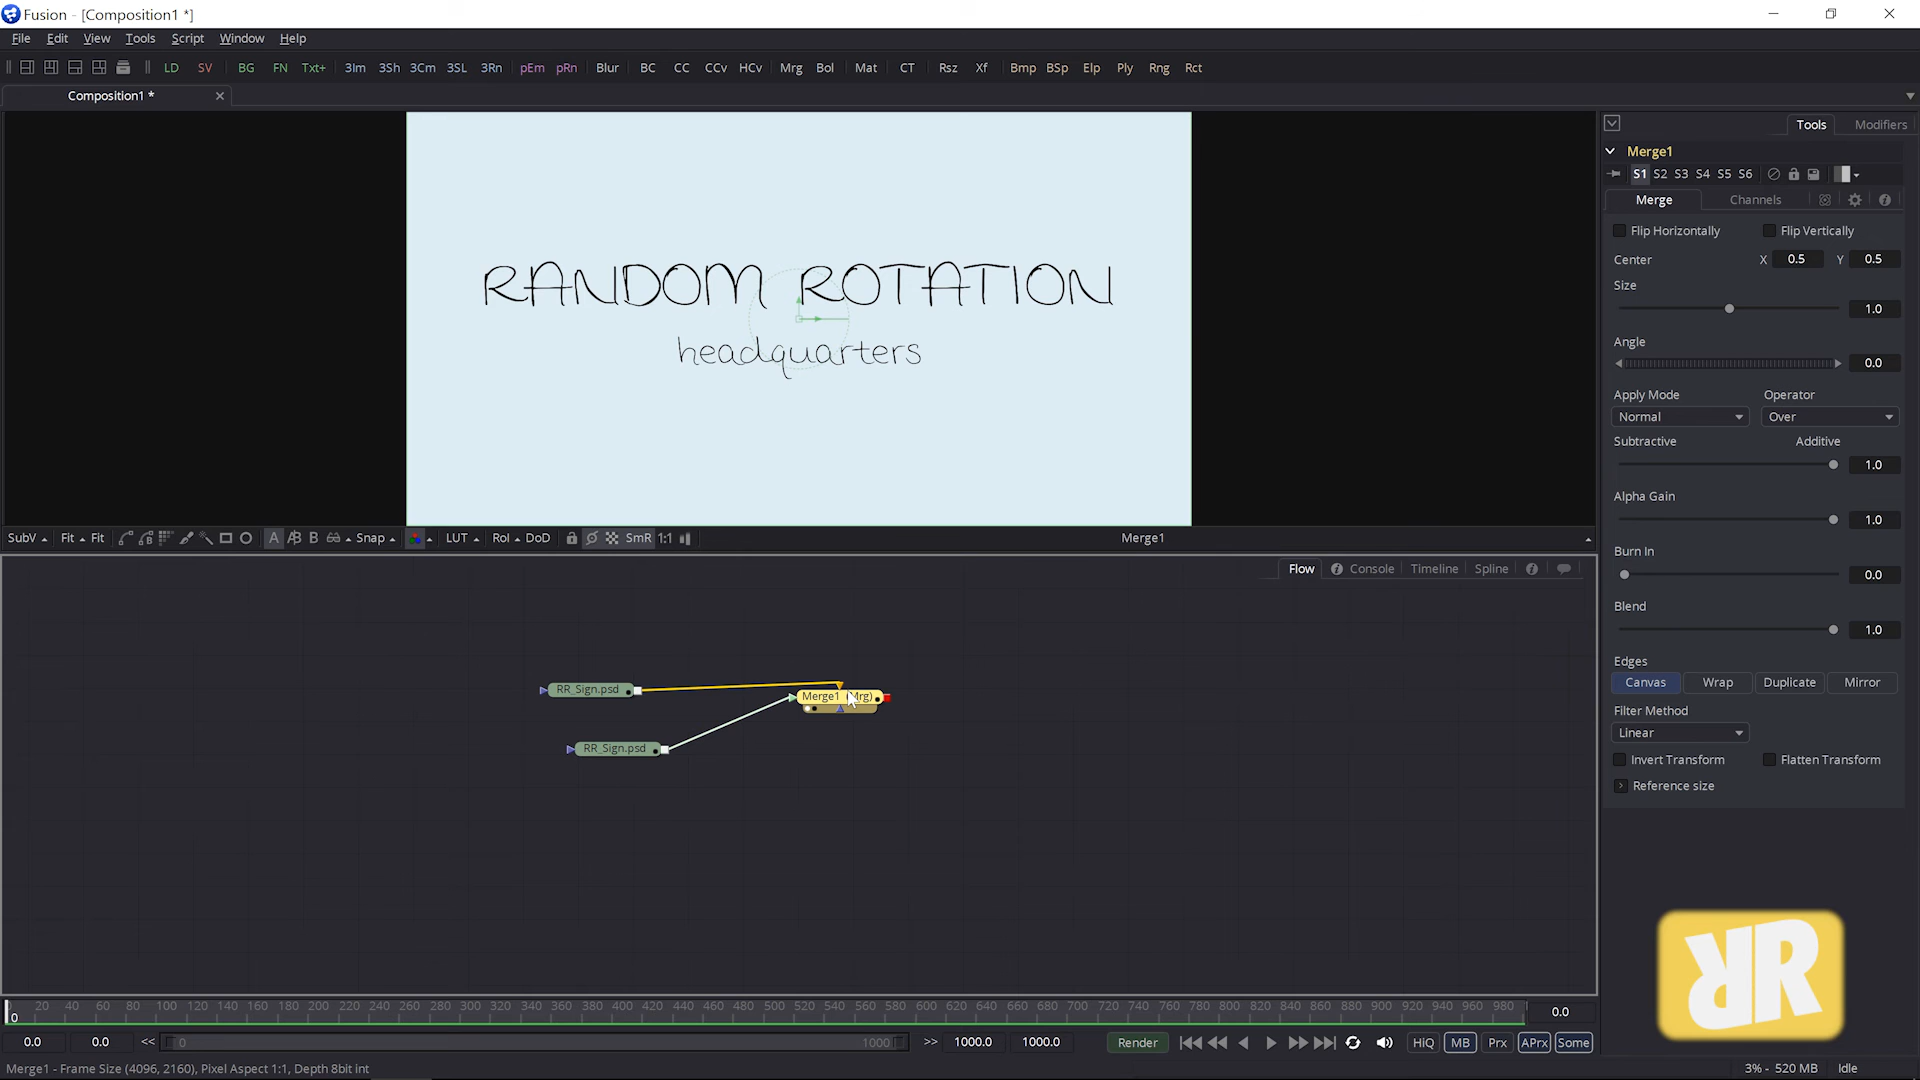 Fusion - [Composition1 *]
File Edit View Tools Script Window Help
LD SV BG FN Txt+ 3Im 3Sh 3Cm 3SL 3Rn pEm pRn Blur BC CC CCv HCv Mrg Bol Mat CT Rsz Xf Bmp BSp Elp Ply Rng Rct
Composition1 *
Tools Modifiers
Merge1
S1 S2 S3 S4 S5 S6
Merge Channels
Flip Horizontally Flip Vertically
Center X 0.5 Y 0.5
Size
1.0
Angle
0.0
Apply Mode Operator
Normal Over
Subtractive Additive
1.0
Alpha Gain
1.0
Burn In
0.0
Blend
1.0
Edges
Canvas Wrap Duplicate Mirror
Filter Method
Linear
Invert Transform Flatten Transform
Reference size
RANDOM ROTATION
headquarters
SubV Fit Fit A B Snap LUT RoI DoD SmR 1:1 Merge1
Flow Console Timeline Spline
RR_Sign.psd
Merge1 (Mrg)
RR_Sign.psd
RR
0 20 40 60 80 100 120 140 160 180 200 220 240 260 280 300 320 340 360 380 400 420 440 460 480 500 520 540 560 580 600 620 640 660 680 700 720 740 760 780 800 820 840 860 880 900 920 940 960 980
0.0
0.0 0.0 << 0 1000 >> 1000.0 1000.0 Render HiQ MB Prx APrx Some
Merge1 - Frame Size (4096, 2160), Pixel Aspect 1:1, Depth 8bit int
3% - 520 MB Idle